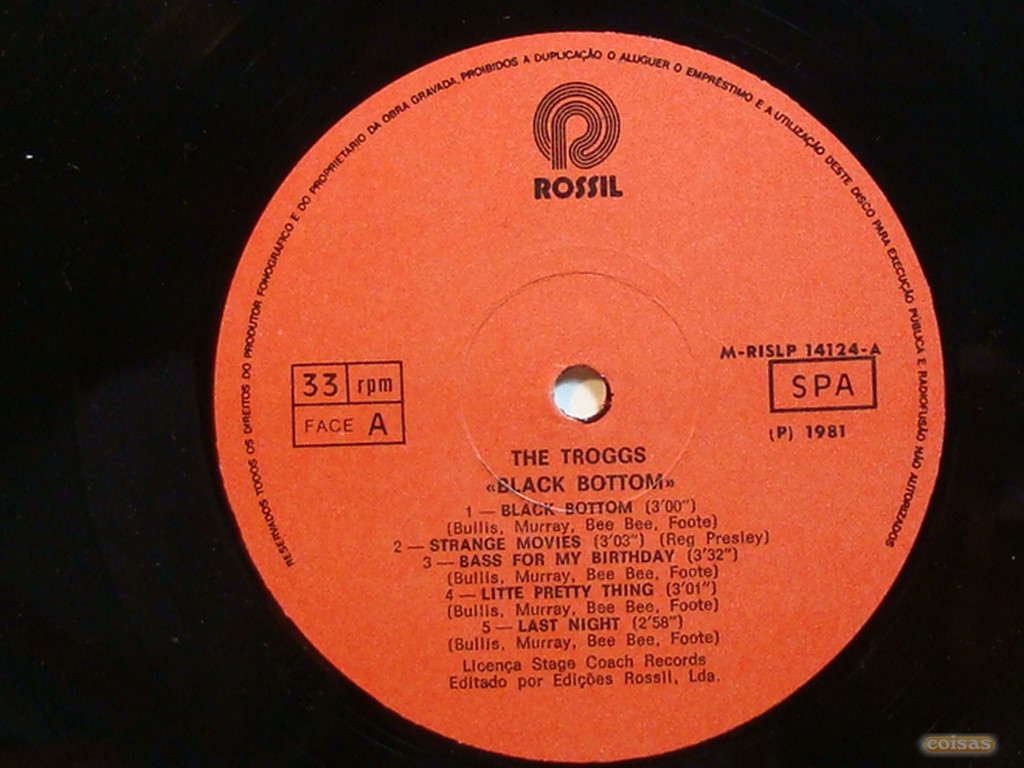 RESERVADOS TODOS OS DIREITOS DO PRODUTOR FONOGRAFICO E DO PROPRIETÁRIO DA OBRA GRAVADA, PROIBIDOS A DUPLICAÇÃO O ALUGUER O EMPRÉSTIMO E A UTILIZAÇÃO DESTE DISCO PARA EXECUÇÃO PÚBLICA E RADIOFUSÃO NÃO AUTORIZADOS
ROSSIL
33 rpm
FACE A
M-RISLP 14124-A
SPA
(P) 1981
THE TROGGS
«BLACK BOTTOM»
1 — BLACK BOTTOM (3'00")
(Bullis, Murray, Bee Bee, Foote)
2 — STRANGE MOVIES (3'03") (Reg Presley)
3 — BASS FOR MY BIRTHDAY (3'32")
(Bullis, Murray, Bee Bee, Foote)
4 — LITTE PRETTY THING (3'01")
(Bullis, Murray, Bee Bee, Foote)
5 — LAST NIGHT (2'58")
(Bullis, Murray, Bee Bee, Foote)
Licença Stage Coach Records
Editado por Edições Rossil, Lda.
coisas